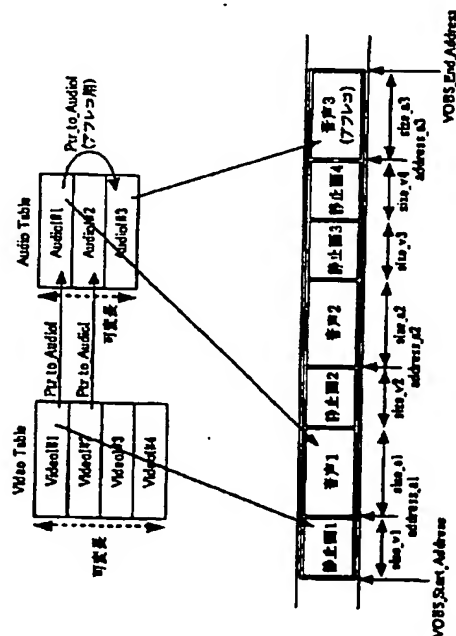 Video Table
Video#1
Video#2
Video#3
Video#4
可変長
Ptr_to_Audio#
Ptr_to_Audio#
Audio Table
Audio#1
Audio#2
Audio#3
可変長
Ptr_to_Audio#
(アフレコ用)
静止画1
音声1
静止画2
音声2
静止画3
静止画4
音声3
(アフレコ)
size_v1
size_a1
size_v2
size_a2
size_v3
size_v4
size_a3
address_a1
address_a2
address_a3
VOBS_Start_Address
VOBS_End_Address